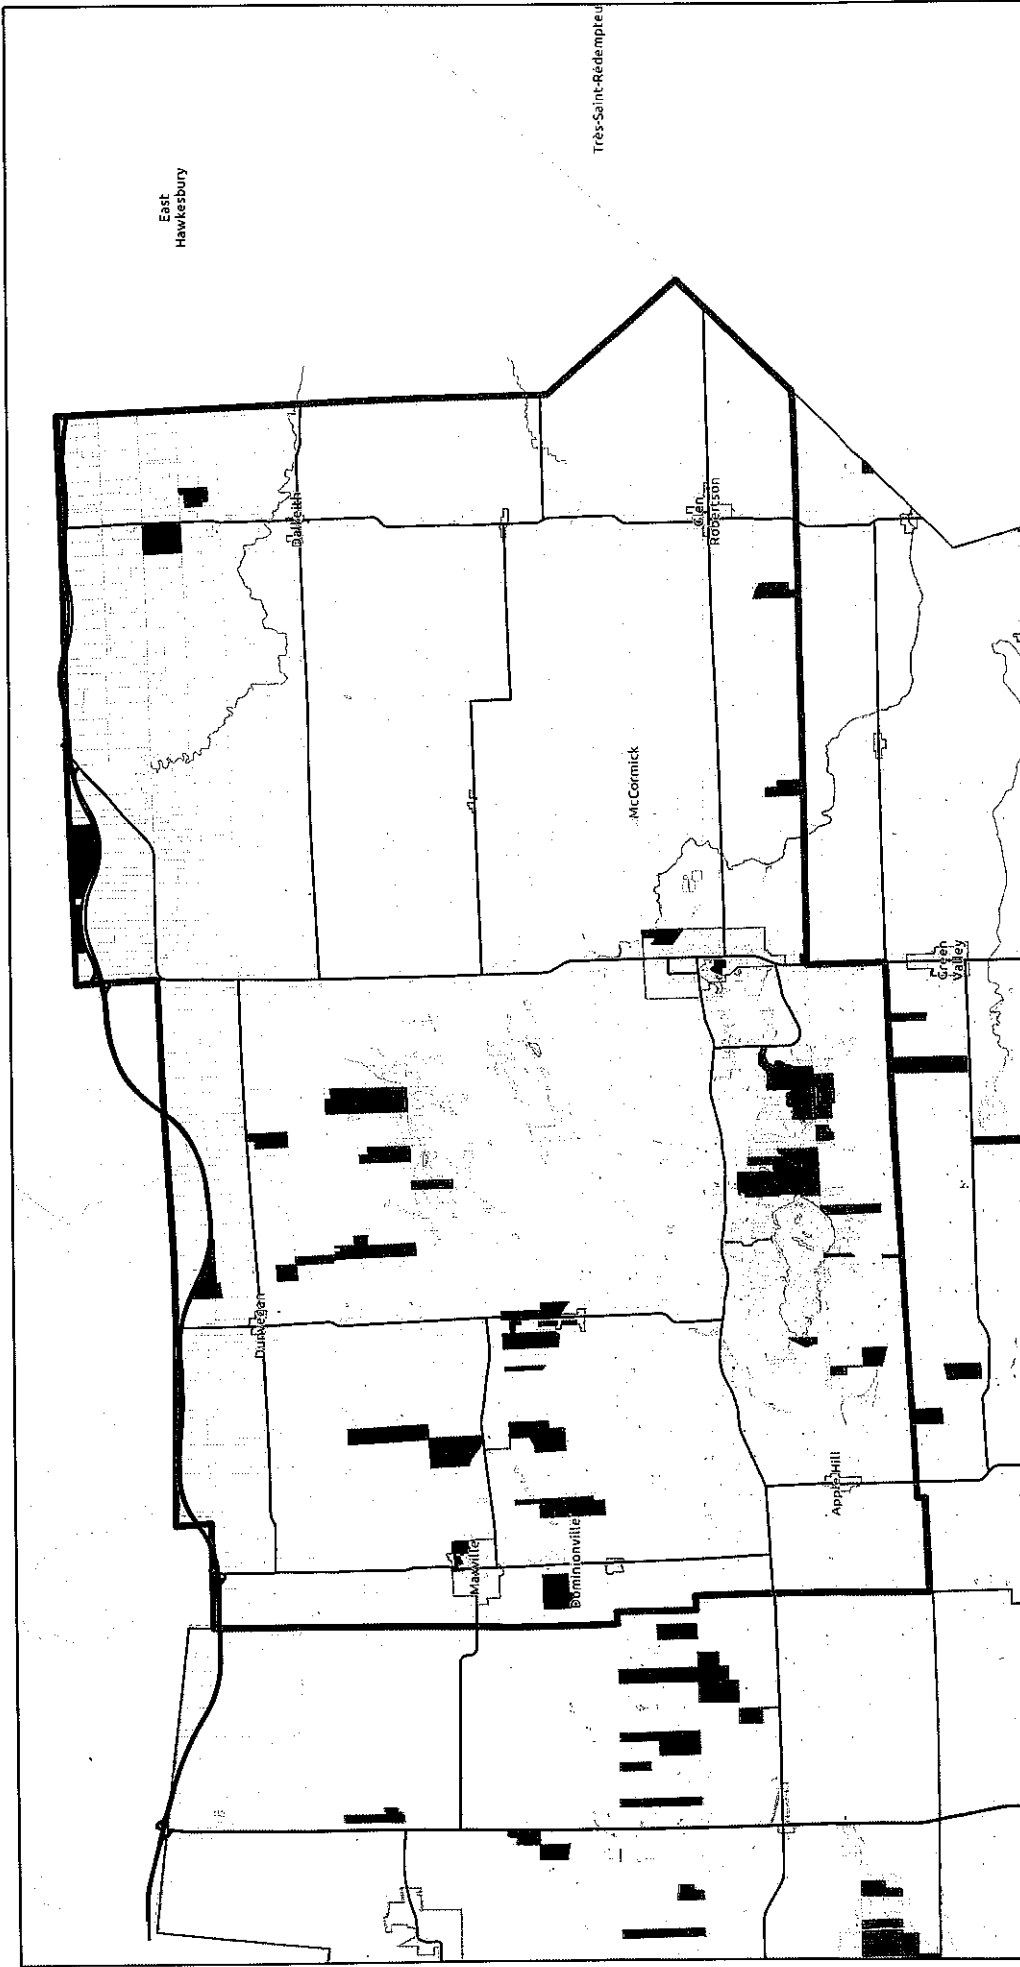 East
Hawkesbury
Très-Saint-Rédempteu
Dalkeith
Glen
Robertson
McCormick
Green
Valley
Dunvegan
Apple Hill
Maxville
Dominionville